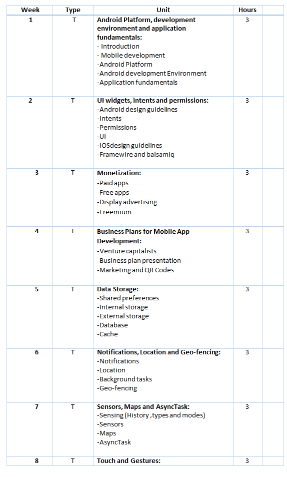 Week Type Unit Hours
1 T Android Platform, development 3
environment and application
fundamentals:
- Introduction
- Mobile development
-Android Platform
-Android development Environment
-Application fundamentals
2 T UI widgets, Intents and permissions: 3
-Android design guidelines
-Intents
-Permissions
-UI
-IOSdesign guidelines
-Framewire and balsamiq
3 T Monetization: 3
-Paid apps
-Free apps
-Display advertising
-Freemium
4 T Business Plans for Mobile App 3
Development:
-Venture capitalists
-Business plan presentation
-Marketing and QR Codes
5 T Data Storage: 3
-Shared preferences
-Internal storage
-External storage
-Database
-Cache
6 T Notifications, Location and Geo-fencing: 3
-Notifications
-Location
-Background tasks
-Geo-fencing
7 T Sensors, Maps and AsyncTask: 3
-Sensing (History ,types and modes)
-Sensors
-Maps
-AsyncTask
8 T Touch and Gestures: 3